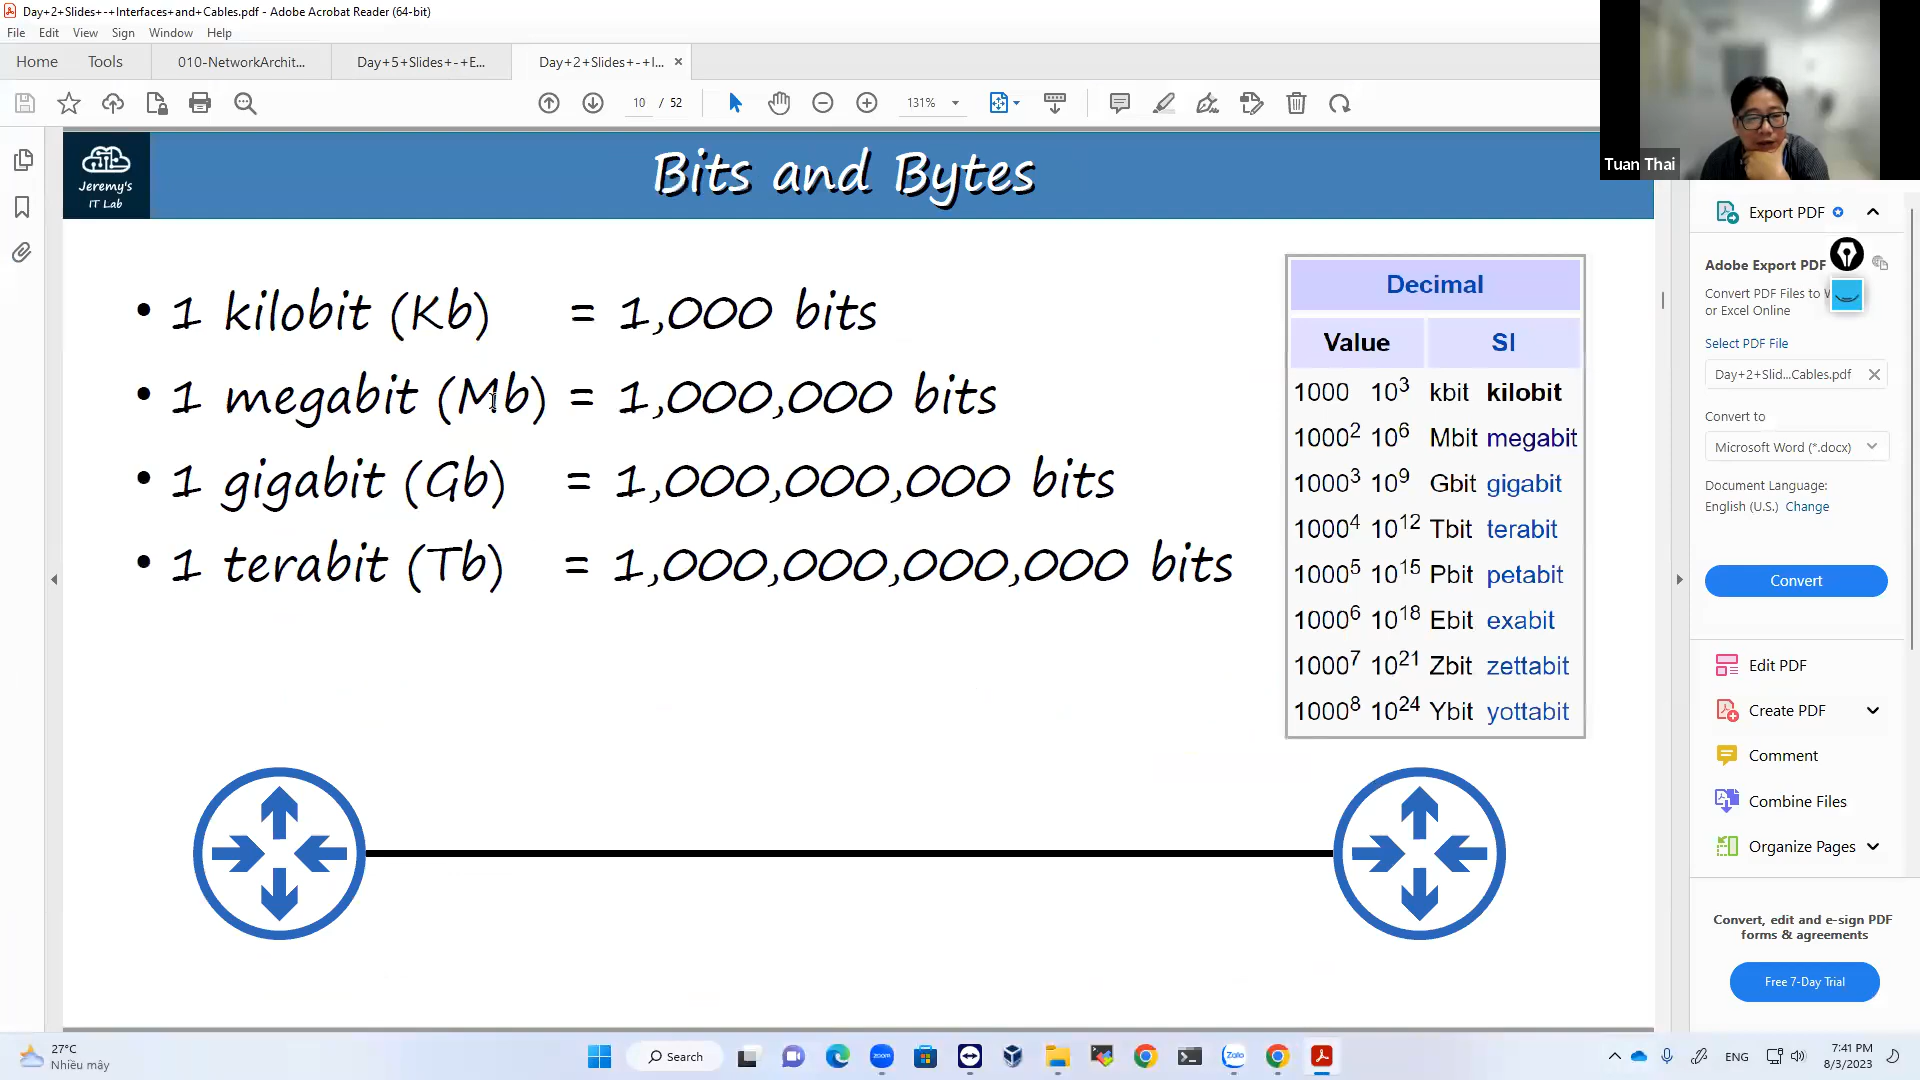 Day+2+Slides+-+Interfaces+and+Cables.pdf - Adobe Acrobat Reader (64-bit)
File Edit View Sign Window Help
Home Tools 010-NetworkArchit... Day+5+Slides+-+E... Day+2+Slides+-+I...
10 / 52 131%
Tuan Thai
Jeremy's
IT Lab
Bits and Bytes
• 1 kilobit (Kb) = 1,000 bits
• 1 megabit (Mb) = 1,000,000 bits
• 1 gigabit (Gb) = 1,000,000,000 bits
• 1 terabit (Tb) = 1,000,000,000,000 bits
Decimal
Value SI
1000 10³ kbit kilobit
1000² 10⁶ Mbit megabit
1000³ 10⁹ Gbit gigabit
1000⁴ 10¹² Tbit terabit
1000⁵ 10¹⁵ Pbit petabit
1000⁶ 10¹⁸ Ebit exabit
1000⁷ 10²¹ Zbit zettabit
1000⁸ 10²⁴ Ybit yottabit
Export PDF
Adobe Export PDF
Convert PDF Files to W
or Excel Online
Select PDF File
Day+2+Slid...Cables.pdf
Convert to
Microsoft Word (*.docx)
Document Language:
English (U.S.) Change
Convert
Edit PDF
Create PDF
Comment
Combine Files
Organize Pages
Convert, edit and e-sign PDF
forms & agreements
Free 7-Day Trial
27°C
Nhiều mây
Search
zoom
Zalo
ENG
7:41 PM
8/3/2023